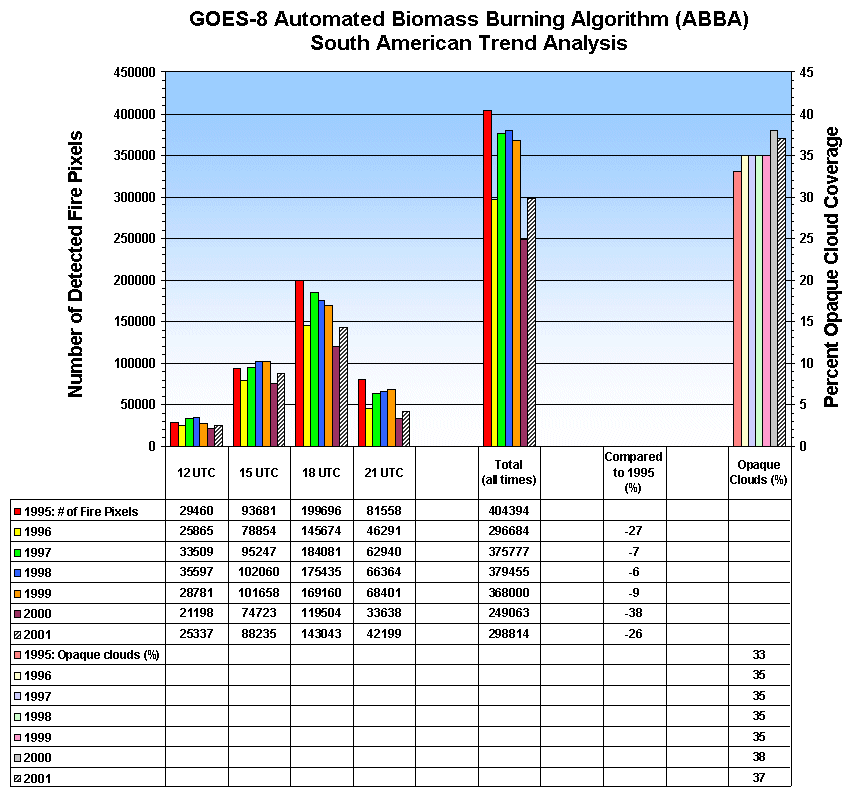 GOES-8 Automated Biomass Burning Algorithm (ABBA)
South American Trend Analysis
Number of Detected Fire Pixels
450000
400000
350000
300000
250000
200000
150000
100000
50000
0
45
40
35
30
25
20
15
10
5
0
Percent Opaque Cloud Coverage
12 UTC 15 UTC 18 UTC 21 UTC Total (all times) Compared to 1995 (%) Opaque Clouds (%)
1995: # of Fire Pixels 29460 93681 199696 81558 404394
1996 25865 78854 145674 46291 296684 -27
1997 33509 95247 184081 62940 375777 -7
1998 35597 102060 175435 66364 379455 -6
1999 28781 101658 169160 68401 368000 -9
2000 21198 74723 119504 33638 249063 -38
2001 25337 88235 143043 42199 298814 -26
1995: Opaque clouds (%) 33
1996 35
1997 35
1998 35
1999 35
2000 38
2001 37